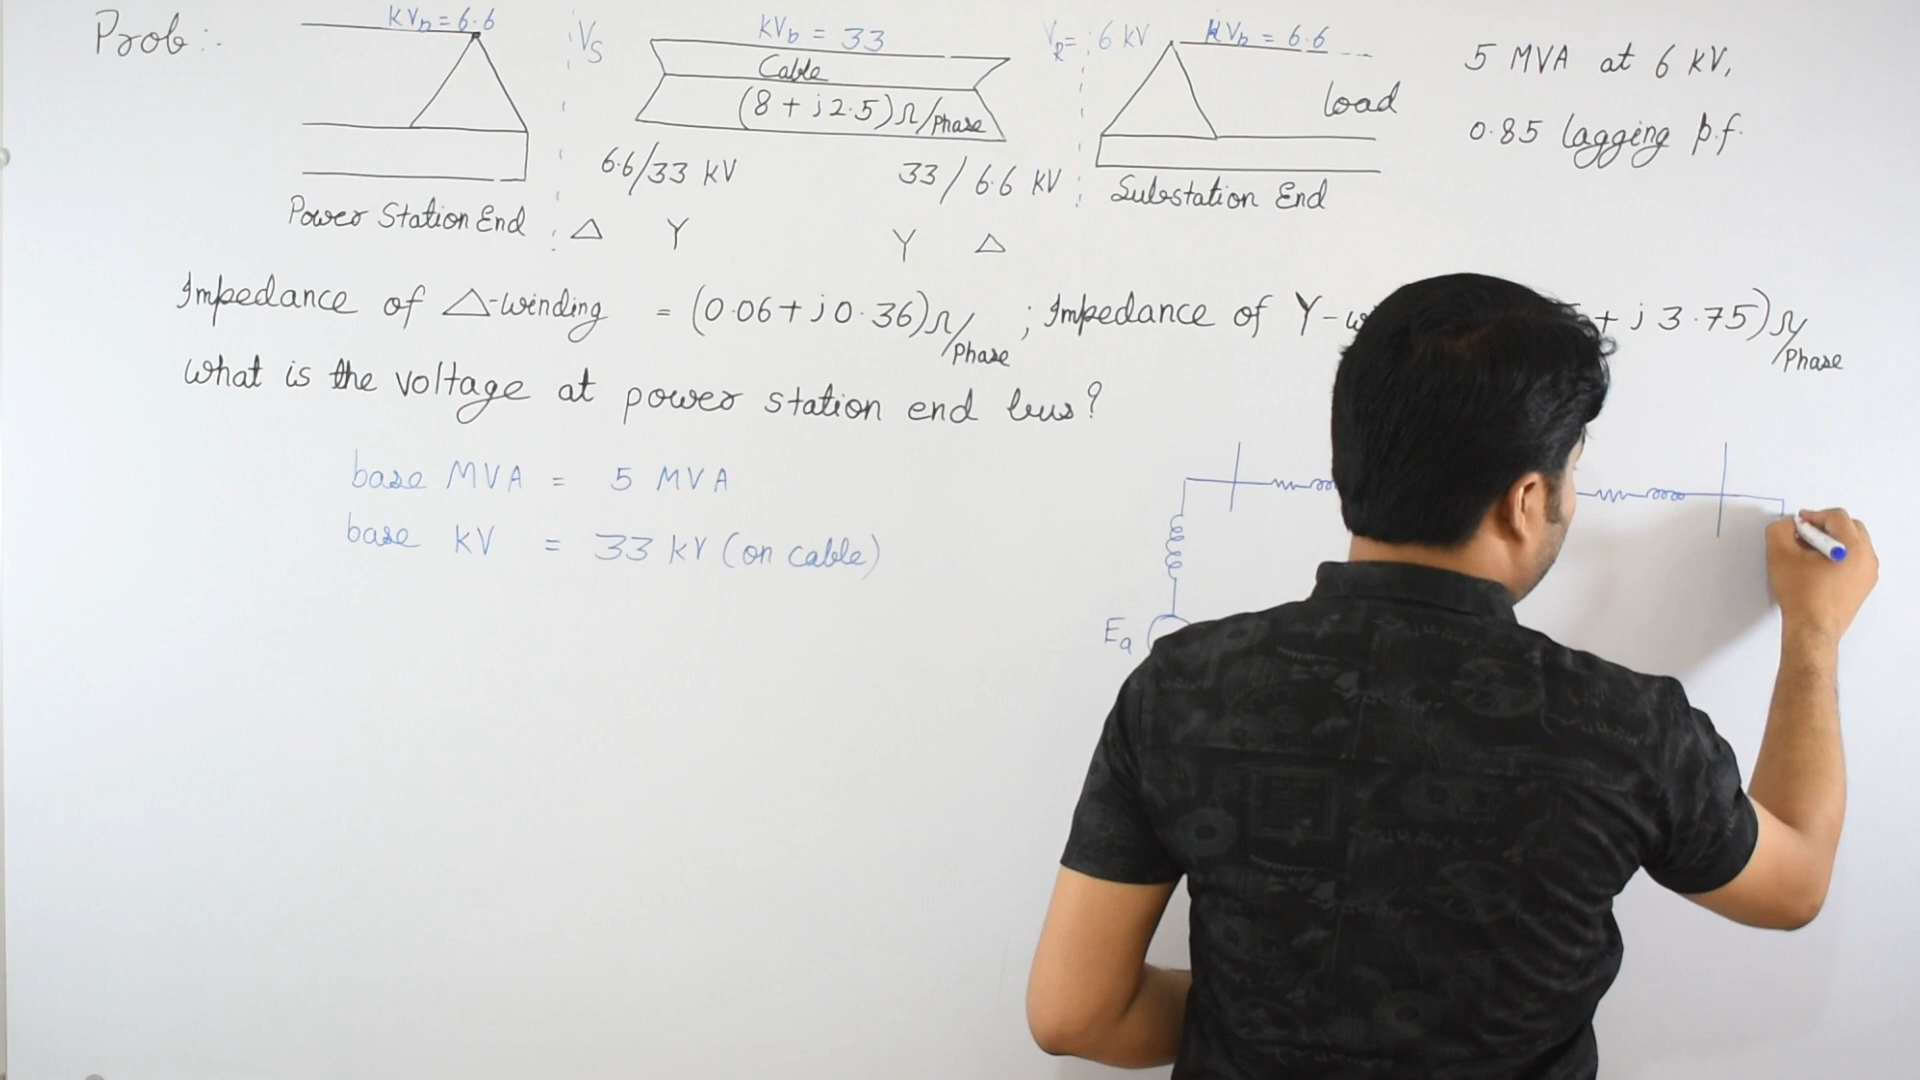 Prob:-
kVb = 6.6
VS
kVb = 33
Cable
(8 + j2.5)Ω/Phase
VR = 6 kV
kVb = 6.6
load
5 MVA at 6 kV,
0.85 lagging p.f.
6.6/33 kV
33/6.6 kV
Power Station End
Substation End
Δ Y
Y Δ
Impedance of Δ-winding = (0.06 + j0.36)Ω/Phase ; Impedance of Y-w + j 3.75)Ω/Phase
What is the voltage at power station end bus?
base MVA = 5 MVA
base kV = 33 kV (on cable)
Ea